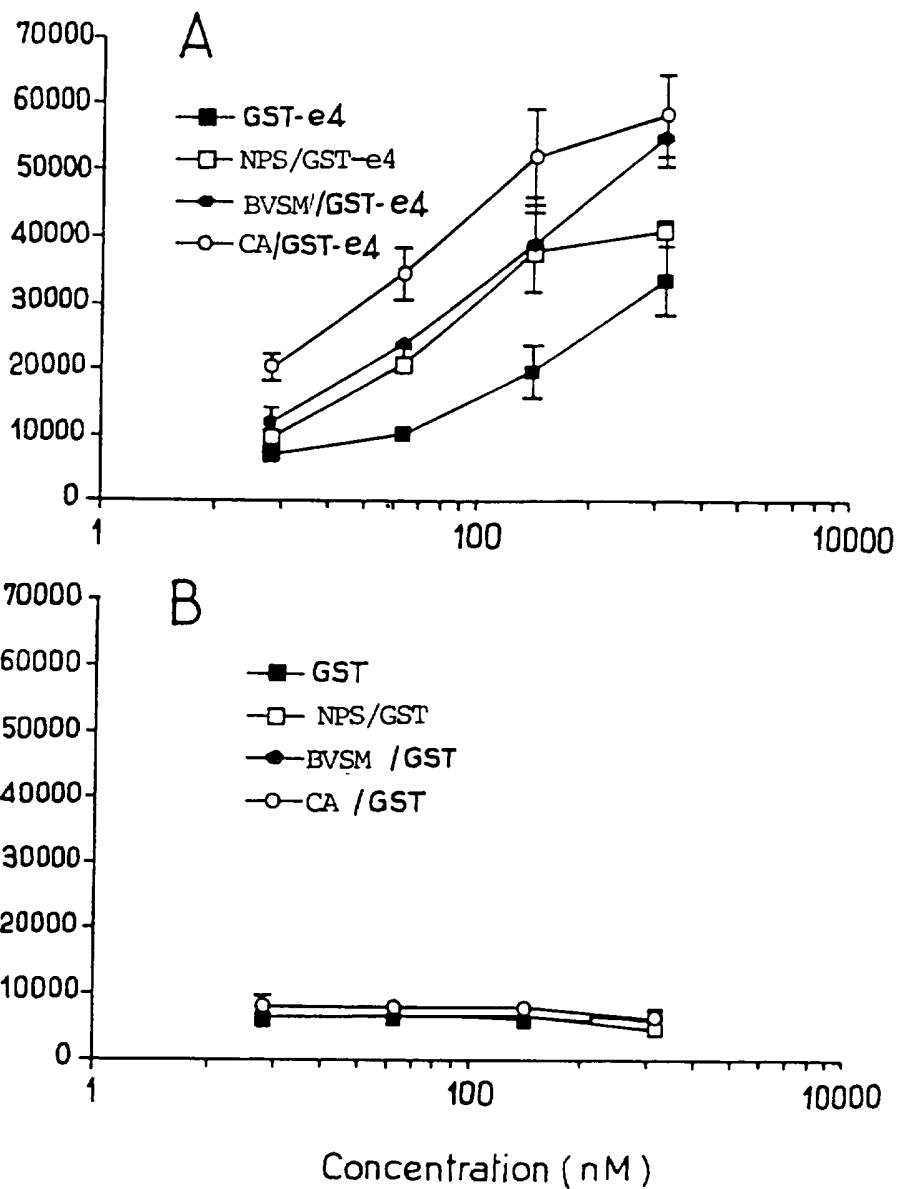 A
70000
60000
50000
40000
30000
20000
10000
0
GST-e4
NPS/GST-e4
BVSM'/GST-e4
CA/GST-e4
1
100
10000
B
70000
60000
50000
40000
30000
20000
10000
0
GST
NPS/GST
BVSM /GST
CA /GST
1
100
10000
Concentration (nM)